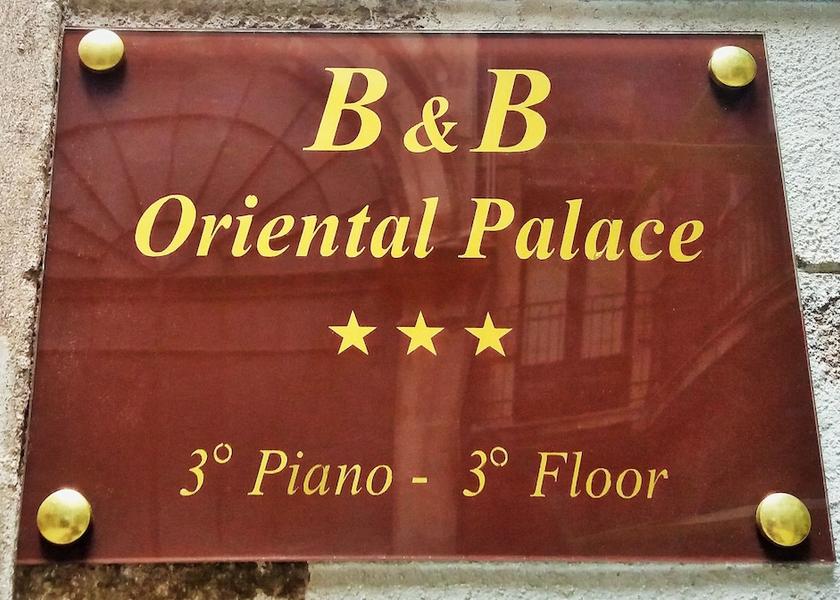 B & B
Oriental Palace
3° Piano - 3° Floor